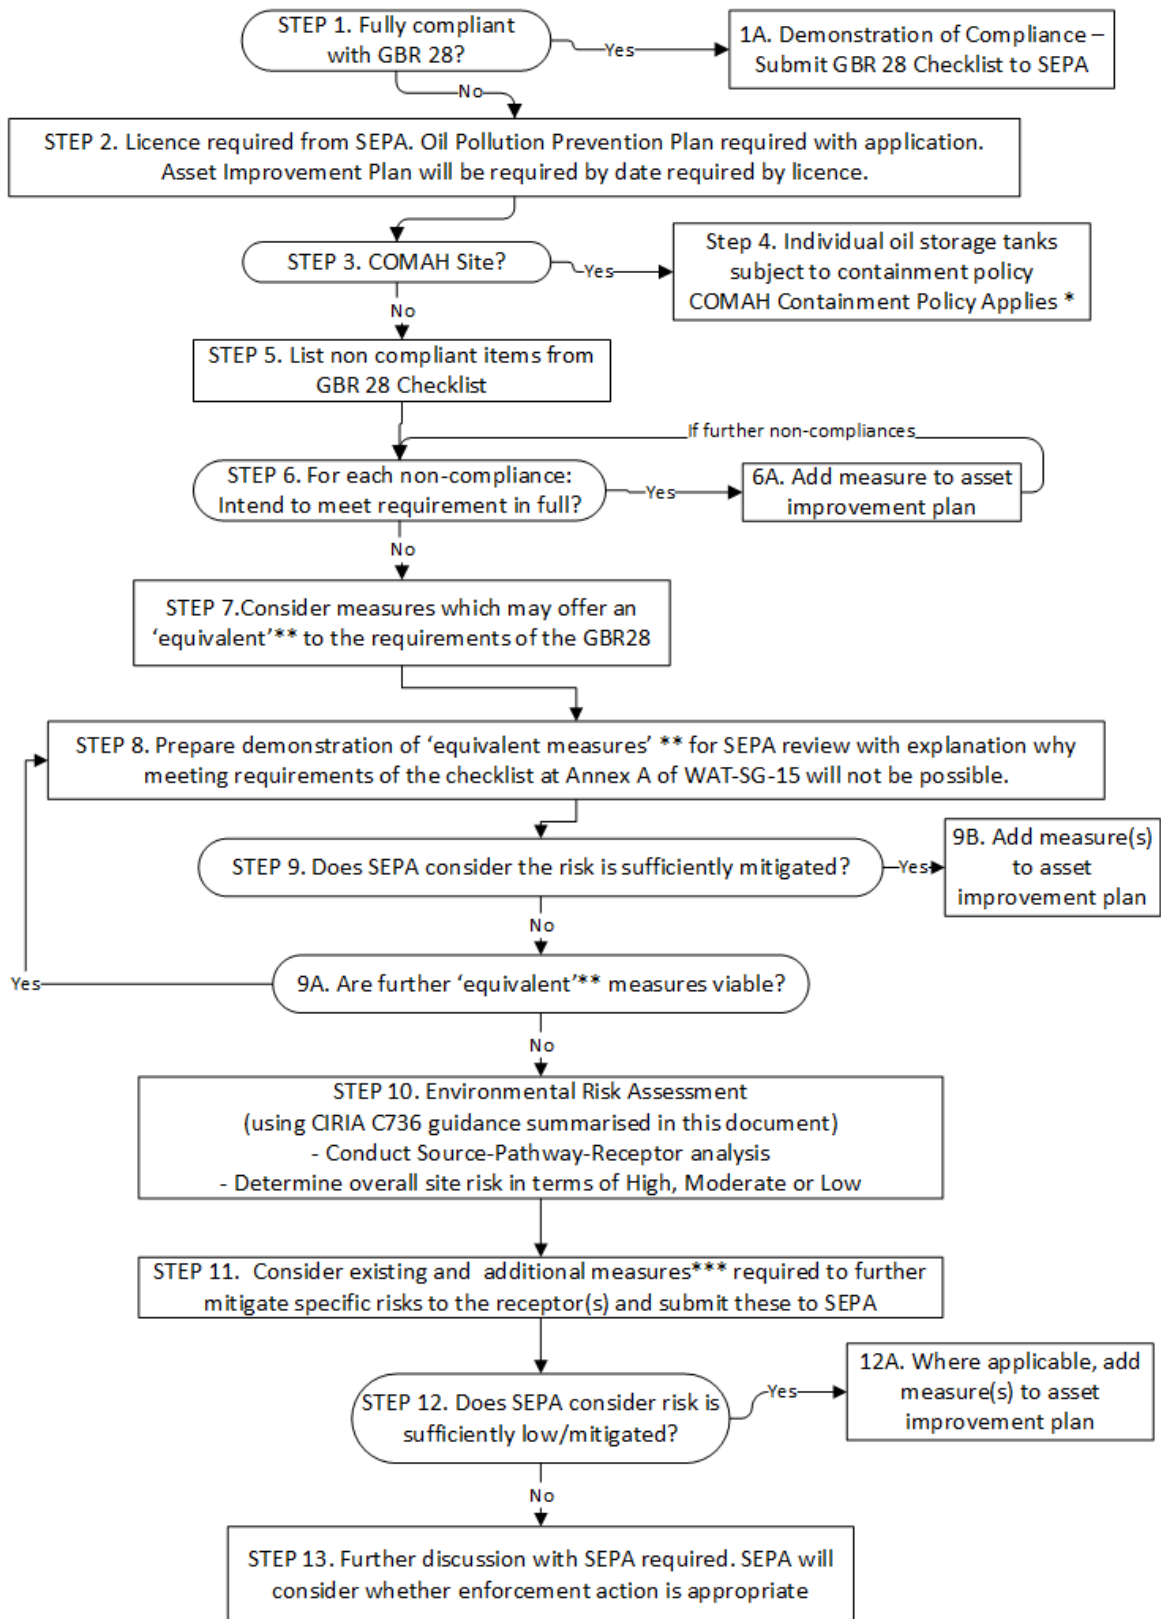 STEP 1. Fully compliant
with GBR 28?
Yes
1A. Demonstration of Compliance –
Submit GBR 28 Checklist to SEPA
No
STEP 2. Licence required from SEPA. Oil Pollution Prevention Plan required with application.
Asset Improvement Plan will be required by date required by licence.
STEP 3. COMAH Site?
Yes
Step 4. Individual oil storage tanks
subject to containment policy
COMAH Containment Policy Applies *
No
STEP 5. List non compliant items from
GBR 28 Checklist
If further non-compliances
STEP 6. For each non-compliance:
Intend to meet requirement in full?
Yes
6A. Add measure to asset
improvement plan
No
STEP 7.Consider measures which may offer an
‘equivalent’** to the requirements of the GBR28
STEP 8. Prepare demonstration of ‘equivalent measures’ ** for SEPA review with explanation why
meeting requirements of the checklist at Annex A of WAT-SG-15 will not be possible.
STEP 9. Does SEPA consider the risk is sufficiently mitigated?
Yes
9B. Add measure(s)
to asset
improvement plan
No
9A. Are further ‘equivalent’** measures viable?
Yes
No
STEP 10. Environmental Risk Assessment
(using CIRIA C736 guidance summarised in this document)
- Conduct Source-Pathway-Receptor analysis
- Determine overall site risk in terms of High, Moderate or Low
STEP 11.  Consider existing and  additional measures*** required to further
mitigate specific risks to the receptor(s) and submit these to SEPA
STEP 12. Does SEPA consider risk is
sufficiently low/mitigated?
Yes
12A. Where applicable, add
measure(s) to asset
improvement plan
No
STEP 13. Further discussion with SEPA required. SEPA will
consider whether enforcement action is appropriate